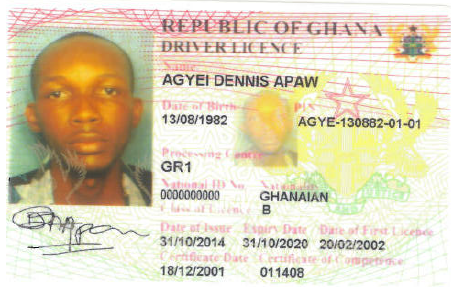 REPUBLIC OF GHANA
DRIVER LICENCE
Name
AGYEI DENNIS APAW
Date of Birth PIN
13/08/1982 AGYE-130882-01-01
Processing Center
GR1
National ID No Nationality
0000000000 GHANAIAN
Class of Licence B
Date of Issue Expiry Date Date of First Licence
31/10/2014 31/10/2020 20/02/2002
Certificate Date Certificate of Competence
18/12/2001 011408